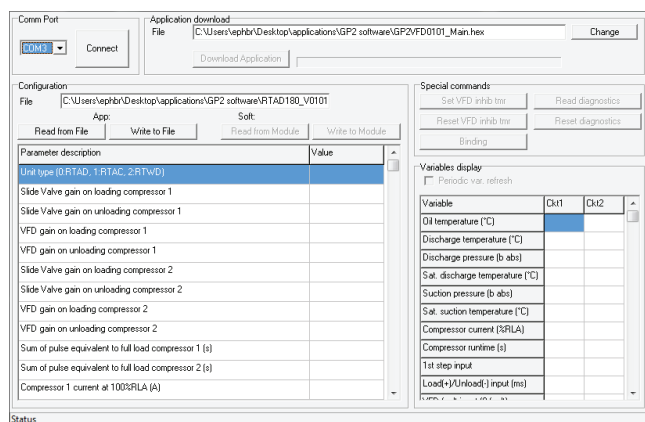 Comm Port
COM3
Connect
Application download
File C:\Users\ephbr\Desktop\applications\GP2 software\GP2VFD0101_Main.hex Change
Download Application
Configuration
File C:\Users\ephbr\Desktop\applications\GP2 software\RTAD180_V0101
App: Soft:
Read from File Write to File Read from Module Write to Module
Parameter description Value
Unit type (0:RTAD, 1:RTAC, 2:RTWD)
Slide Valve gain on loading compressor 1
Slide Valve gain on unloading compressor 1
VFD gain on loading compressor 1
VFD gain on unloading compressor 1
Slide Valve gain on loading compressor 2
Slide Valve gain on unloading compressor 2
VFD gain on loading compressor 2
VFD gain on unloading compressor 2
Sum of pulse equivalent to full load compressor 1 (s)
Sum of pulse equivalent to full load compressor 2 (s)
Compressor 1 current at 100%RLA (A)
Special commands
Set VFD inhib tmr Read diagnostics
Reset VFD inhib tmr Reset diagnostics
Binding
Variables display
Periodic var. refresh
Variable Ckt1 Ckt2
Oil temperature (°C)
Discharge temperature (°C)
Discharge pressure (b abs)
Sat. discharge temperature (°C)
Suction pressure (b abs)
Sat. suction temperature (°C)
Compressor current (%RLA)
Compressor runtime (s)
1st step input
Load(+)/Unload(-) input (ms)
Status